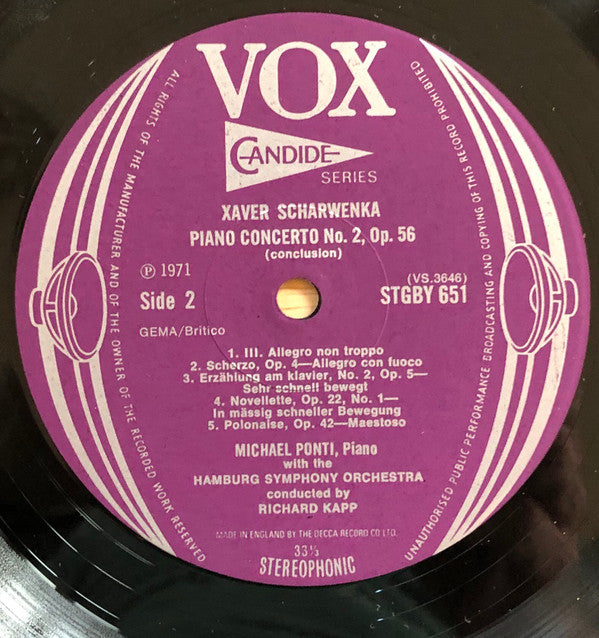 VOX
CANDIDE
SERIES
XAVER SCHARWENKA
PIANO CONCERTO No. 2, Op. 56
(conclusion)
℗ 1971
Side 2
(VS.3646)
STGBY 651
GEMA/Britico
1. III. Allegro non troppo
2. Scherzo, Op. 4—Allegro con fuoco
3. Erzählung am klavier, No. 2, Op. 5—
Sehr schnell bewegt
4. Novellette, Op. 22, No. 1—
In mässig schneller Bewegung
5. Polonaise, Op. 42—Maestoso
MICHAEL PONTI, Piano
with the
HAMBURG SYMPHONY ORCHESTRA
conducted by
RICHARD KAPP
MADE IN ENGLAND BY THE DECCA RECORD CO LTD.
33⅓
STEREOPHONIC
ALL RIGHTS OF THE MANUFACTURER AND OF THE OWNER OF THE RECORDED WORK RESERVED
UNAUTHORISED PUBLIC PERFORMANCE BROADCASTING AND COPYING OF THIS RECORD PROHIBITED